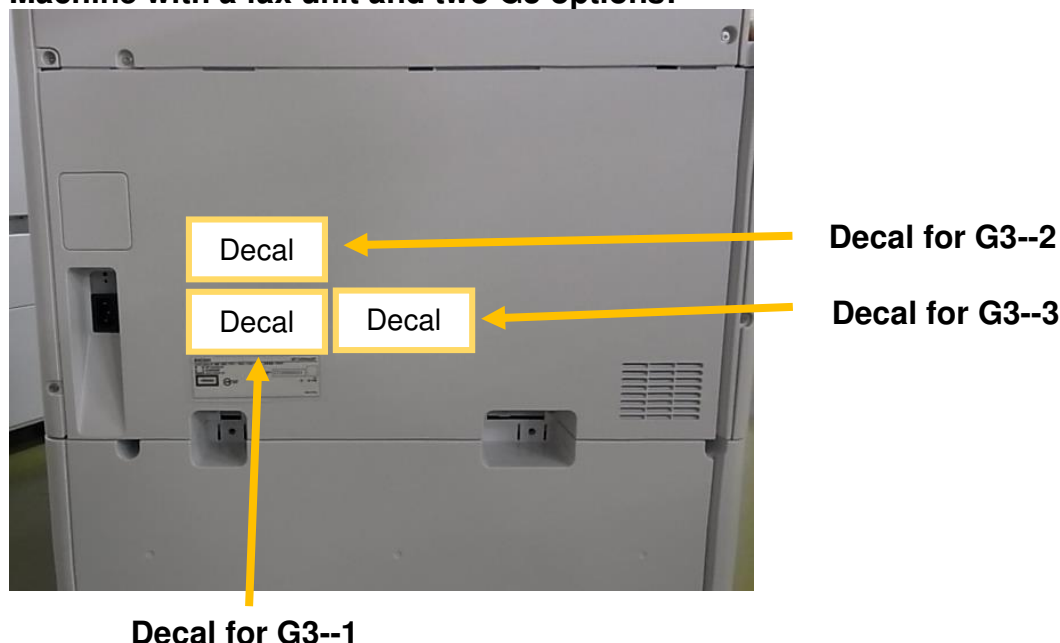 Machine with a fax unit and two G3 options:
Decal
Decal for G3--2
Decal
Decal
Decal for G3--3
Decal for G3--1